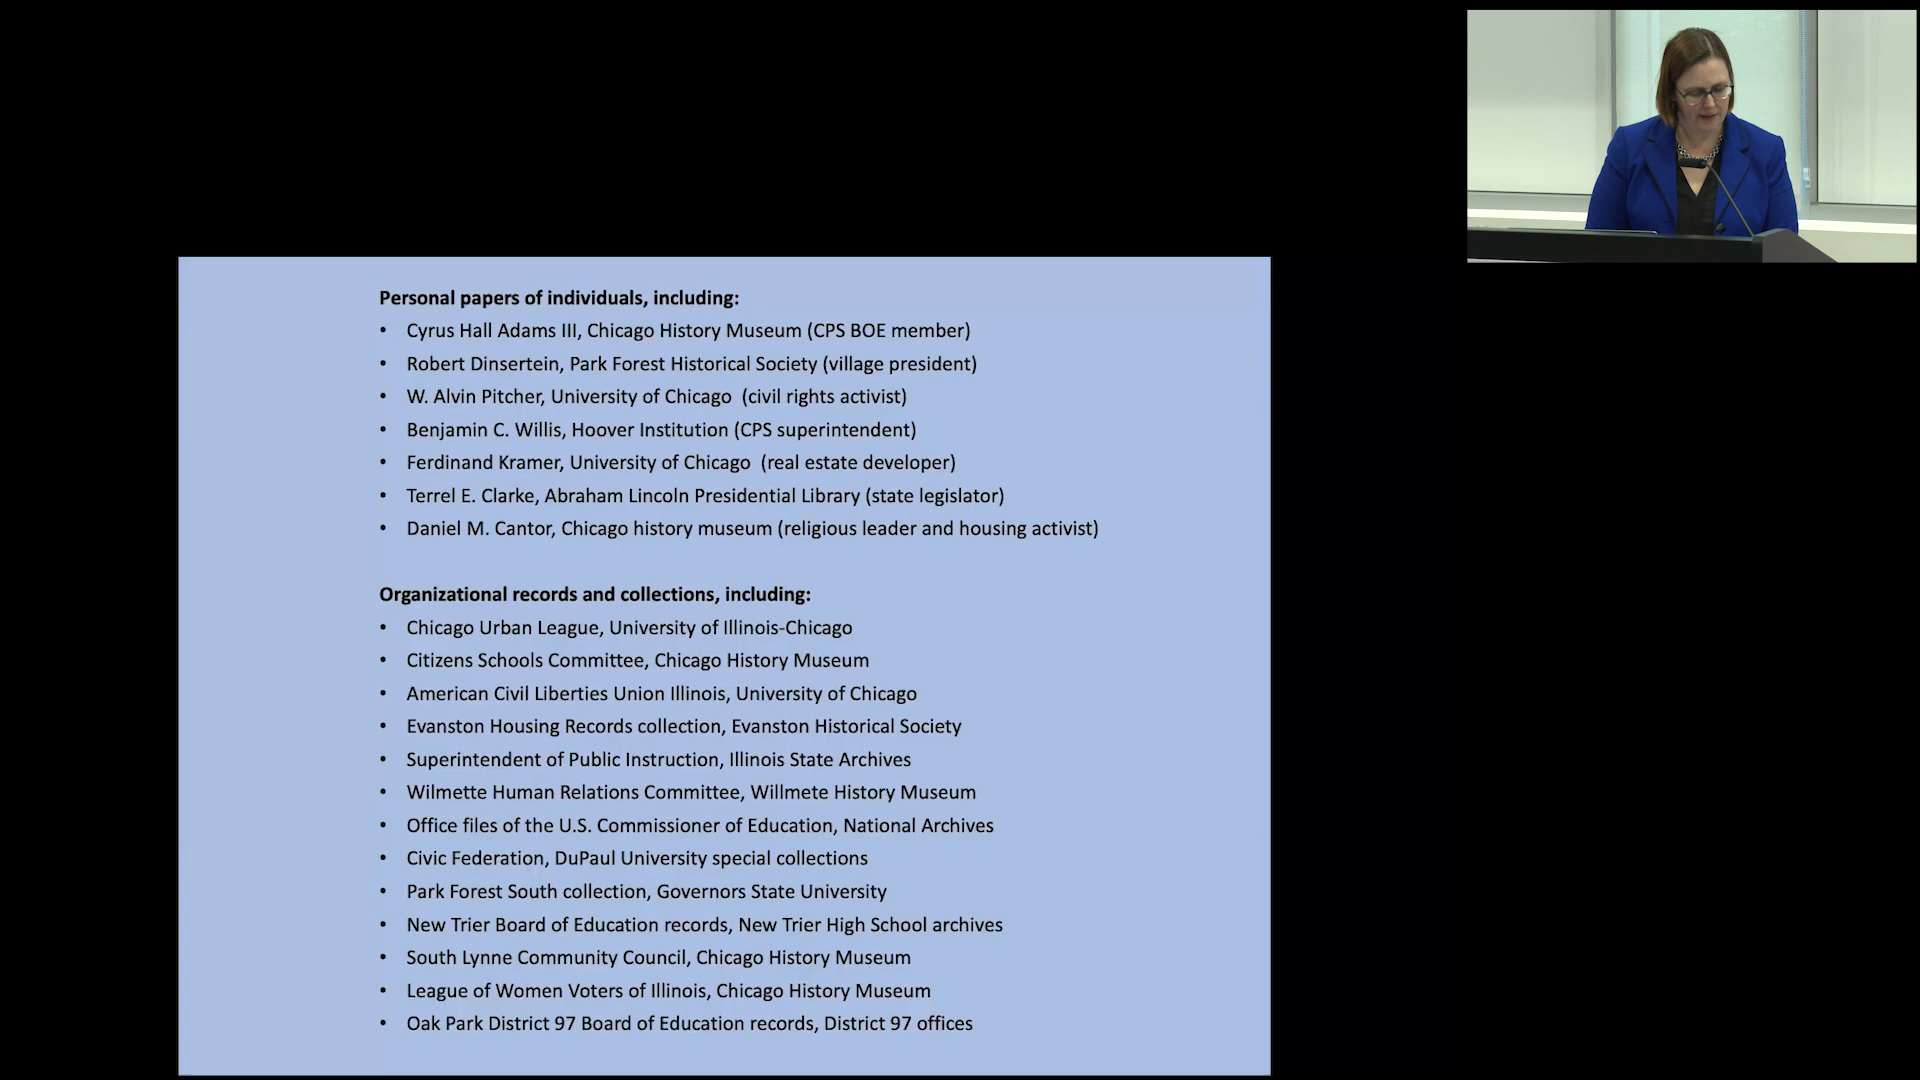 Personal papers of individuals, including:
• Cyrus Hall Adams III, Chicago History Museum (CPS BOE member)
• Robert Dinsertein, Park Forest Historical Society (village president)
• W. Alvin Pitcher, University of Chicago  (civil rights activist)
• Benjamin C. Willis, Hoover Institution (CPS superintendent)
• Ferdinand Kramer, University of Chicago  (real estate developer)
• Terrel E. Clarke, Abraham Lincoln Presidential Library (state legislator)
• Daniel M. Cantor, Chicago history museum (religious leader and housing activist)
Organizational records and collections, including:
• Chicago Urban League, University of Illinois-Chicago
• Citizens Schools Committee, Chicago History Museum
• American Civil Liberties Union Illinois, University of Chicago
• Evanston Housing Records collection, Evanston Historical Society
• Superintendent of Public Instruction, Illinois State Archives
• Wilmette Human Relations Committee, Willmete History Museum
• Office files of the U.S. Commissioner of Education, National Archives
• Civic Federation, DuPaul University special collections
• Park Forest South collection, Governors State University
• New Trier Board of Education records, New Trier High School archives
• South Lynne Community Council, Chicago History Museum
• League of Women Voters of Illinois, Chicago History Museum
• Oak Park District 97 Board of Education records, District 97 offices